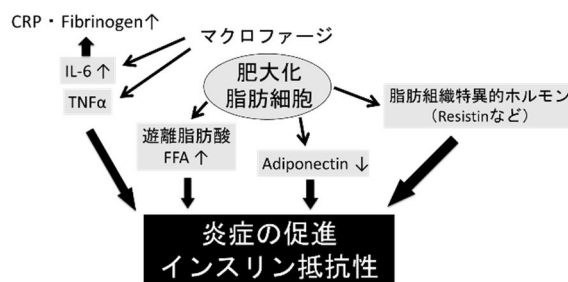 CRP・Fibrinogen↑
マクロファージ
IL-6 ↑
TNFα
肥大化
脂肪細胞
遊離脂肪酸
FFA ↑
Adiponectin ↓
脂肪組織特異的ホルモン
（Resistinなど）
炎症の促進
インスリン抵抗性